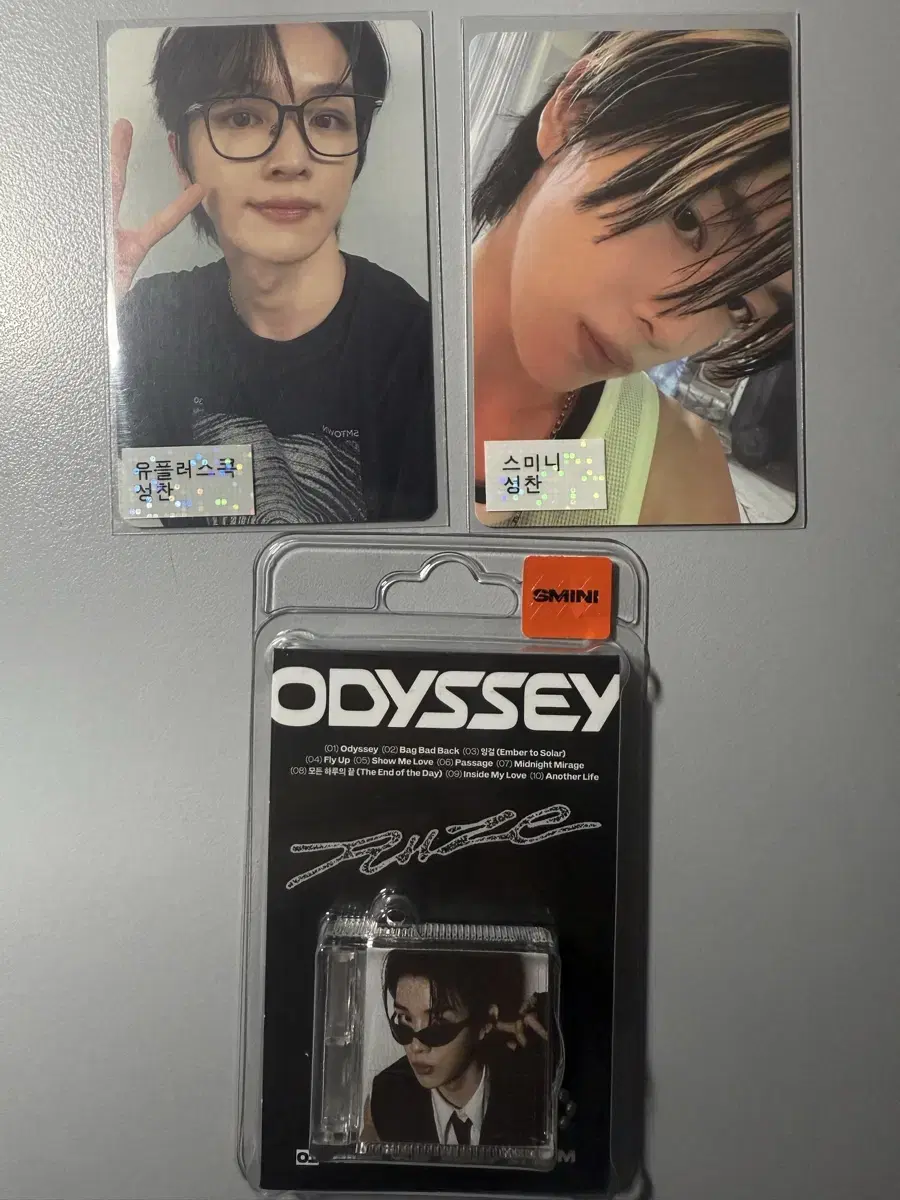 SMTOWN
유플러스콕
성찬
스미니
성찬
SMINI
ODYSSEY
(01) Odyssey (02) Bag Bad Back (03) 잉걸 (Ember to Solar)
(04) Fly Up (05) Show Me Love (06) Passage (07) Midnight Mirage
(08) 모든 하루의 끝 (The End of the Day) (09) Inside My Love (10) Another Life
RIIZE